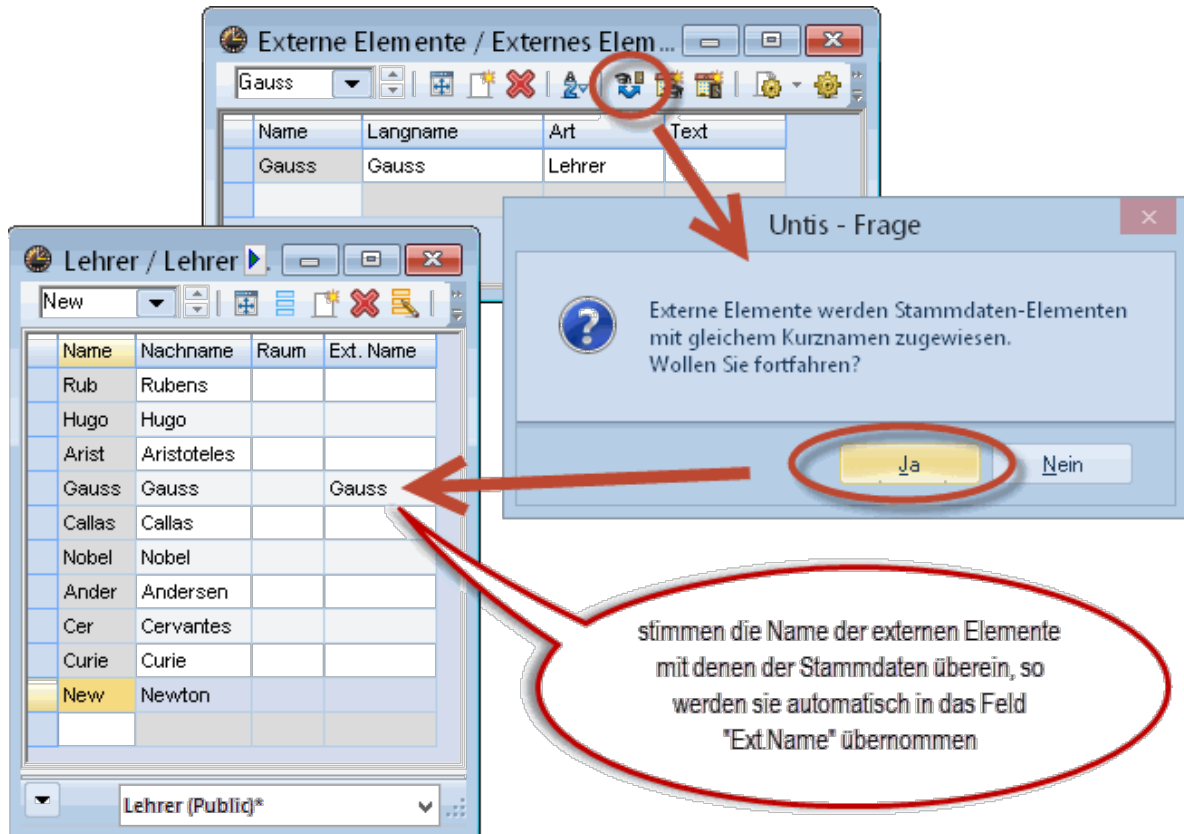 Externe Elemente / Externes Elem...
Gauss
Name Langname Art Text
Gauss Gauss Lehrer
Untis - Frage
Externe Elemente werden Stammdaten-Elementen
mit gleichem Kurznamen zugewiesen.
Wollen Sie fortfahren?
Ja Nein
Lehrer / Lehrer
New
Name Nachname Raum Ext. Name
Rub Rubens
Hugo Hugo
Arist Aristoteles
Gauss Gauss Gauss
Callas Callas
Nobel Nobel
Ander Andersen
Cer Cervantes
Curie Curie
New Newton
Lehrer (Public)*
stimmen die Name der externen Elemente
mit denen der Stammdaten überein, so
werden sie automatisch in das Feld
"Ext.Name" übernommen